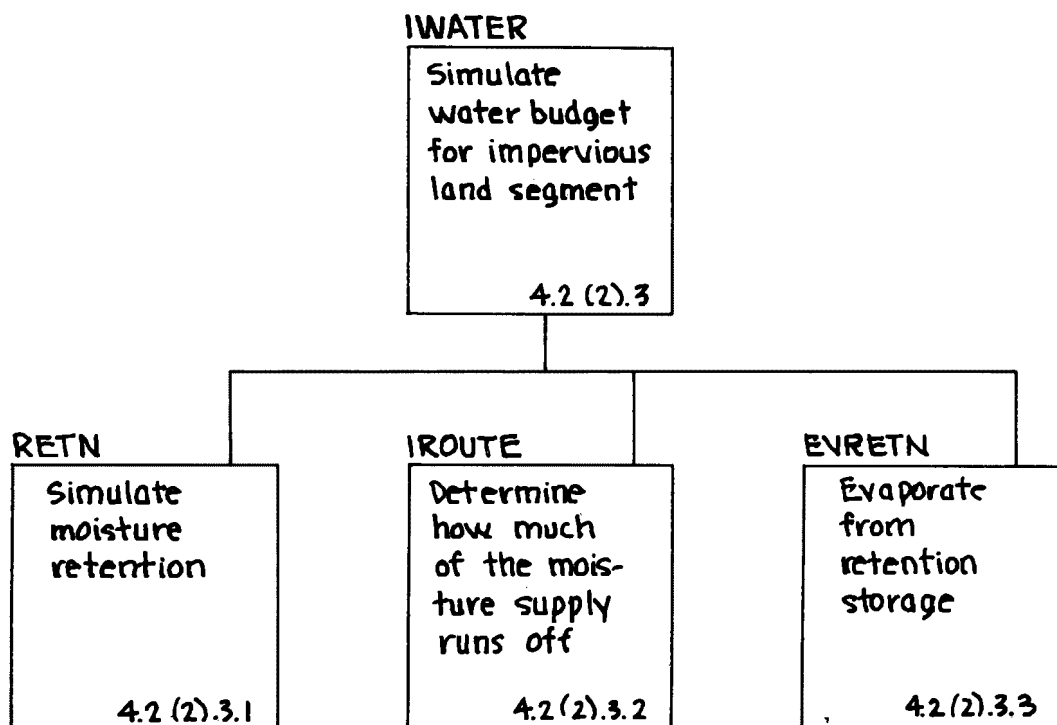 IWATER
Simulate
water budget
for impervious
land segment
4.2 (2).3
RETN
Simulate
moisture
retention
4.2 (2).3.1
IROUTE
Determine
how much
of the mois-
ture supply
runs off
4.2(2).3.2
EVRETN
Evaporate
from
retention
storage
4.2(2).3.3